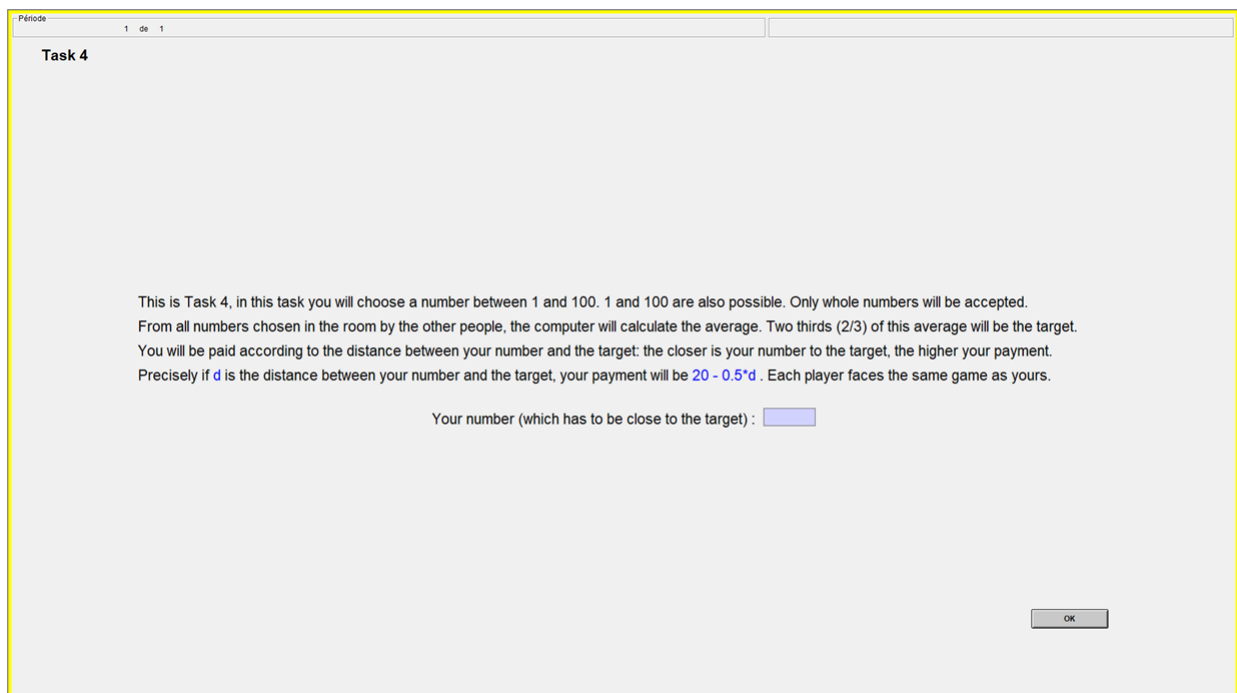 Période
1 de 1
Task 4
This is Task 4, in this task you will choose a number between 1 and 100. 1 and 100 are also possible. Only whole numbers will be accepted.
From all numbers chosen in the room by the other people, the computer will calculate the average. Two thirds (2/3) of this average will be the target.
You will be paid according to the distance between your number and the target: the closer is your number to the target, the higher your payment.
Precisely if d is the distance between your number and the target, your payment will be 20 - 0.5*d . Each player faces the same game as yours.
Your number (which has to be close to the target) :
OK